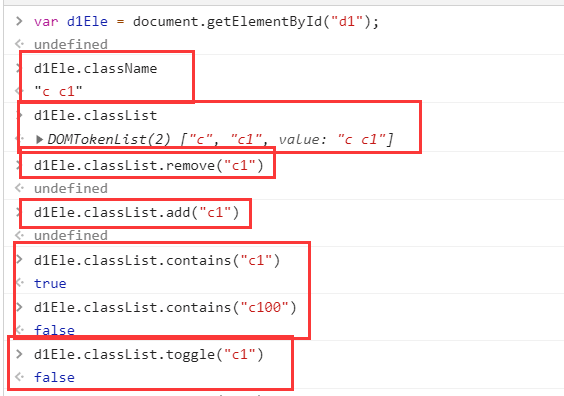 var d1Ele = document.getElementById("d1");
undefined
d1Ele.className
"c c1"
d1Ele.classList
DOMTokenList(2) ["c", "c1", value: "c c1"]
d1Ele.classList.remove("c1")
undefined
d1Ele.classList.add("c1")
undefined
d1Ele.classList.contains("c1")
true
d1Ele.classList.contains("c100")
false
d1Ele.classList.toggle("c1")
false